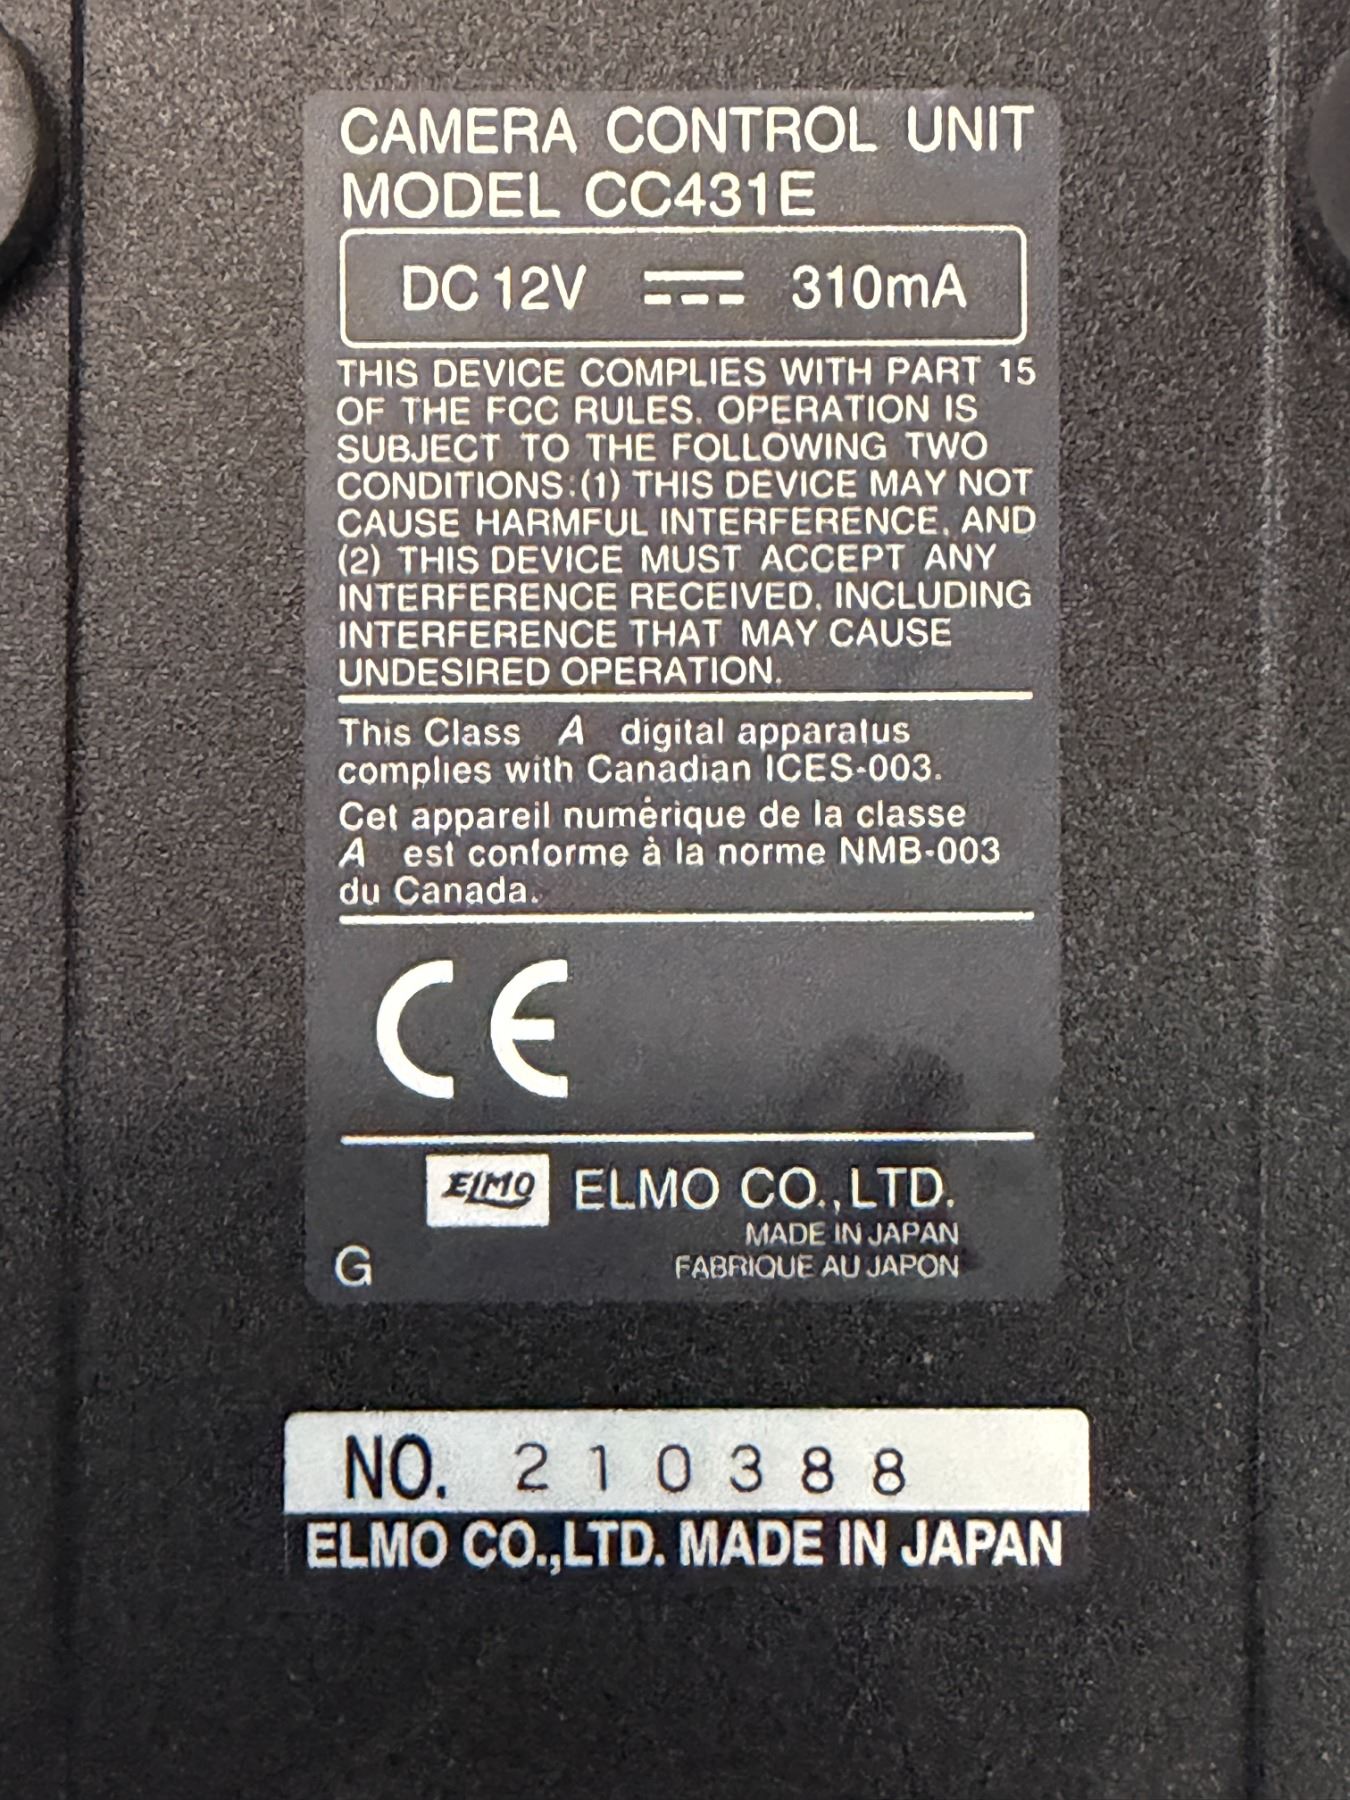 CAMERA CONTROL UNIT
MODEL CC431E
DC 12V ⎓ 310mA
THIS DEVICE COMPLIES WITH PART 15
OF THE FCC RULES. OPERATION IS
SUBJECT TO THE FOLLOWING TWO
CONDITIONS:(1) THIS DEVICE MAY NOT
CAUSE HARMFUL INTERFERENCE, AND
(2) THIS DEVICE MUST ACCEPT ANY
INTERFERENCE RECEIVED, INCLUDING
INTERFERENCE THAT MAY CAUSE
UNDESIRED OPERATION.
This Class A digital apparatus
complies with Canadian ICES-003.
Cet appareil numérique de la classe
A est conforme à la norme NMB-003
du Canada.
CE
ELMO ELMO CO.,LTD.
MADE IN JAPAN
G FABRIQUE AU JAPON
NO. 210388
ELMO CO.,LTD. MADE IN JAPAN